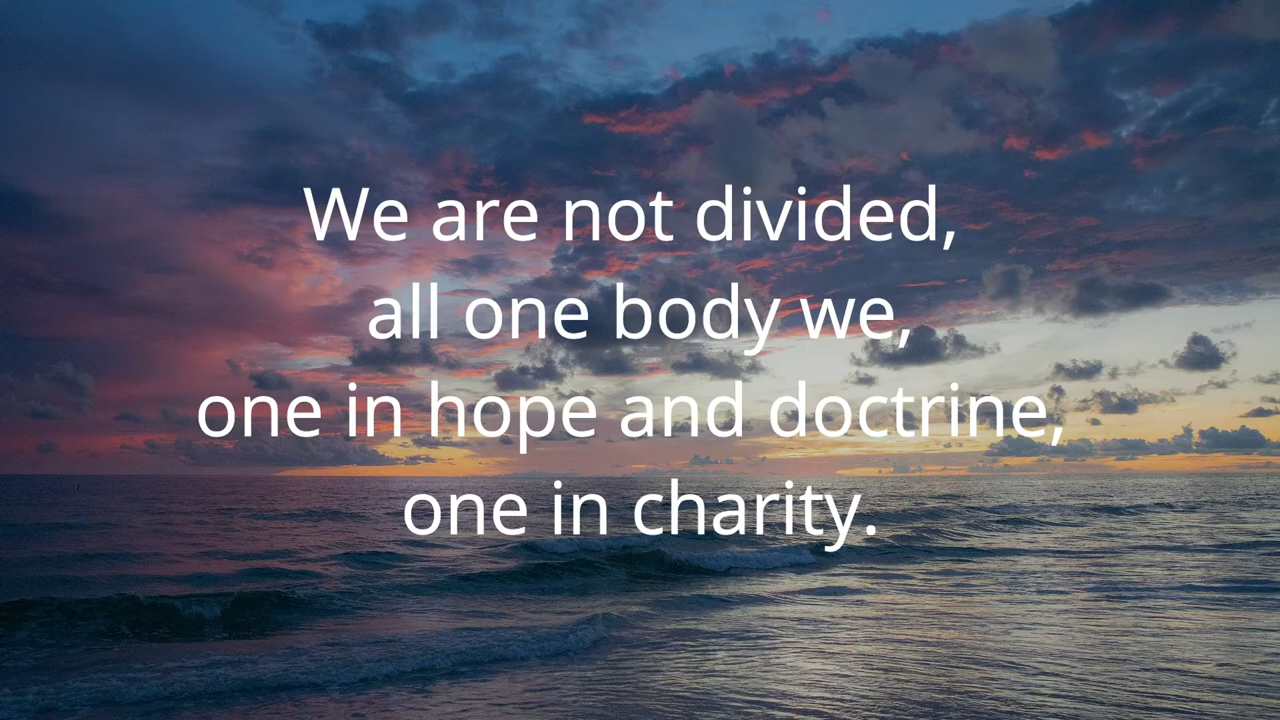 We are not divided,
all one body we,
one in hope and doctrine,
one in charity.